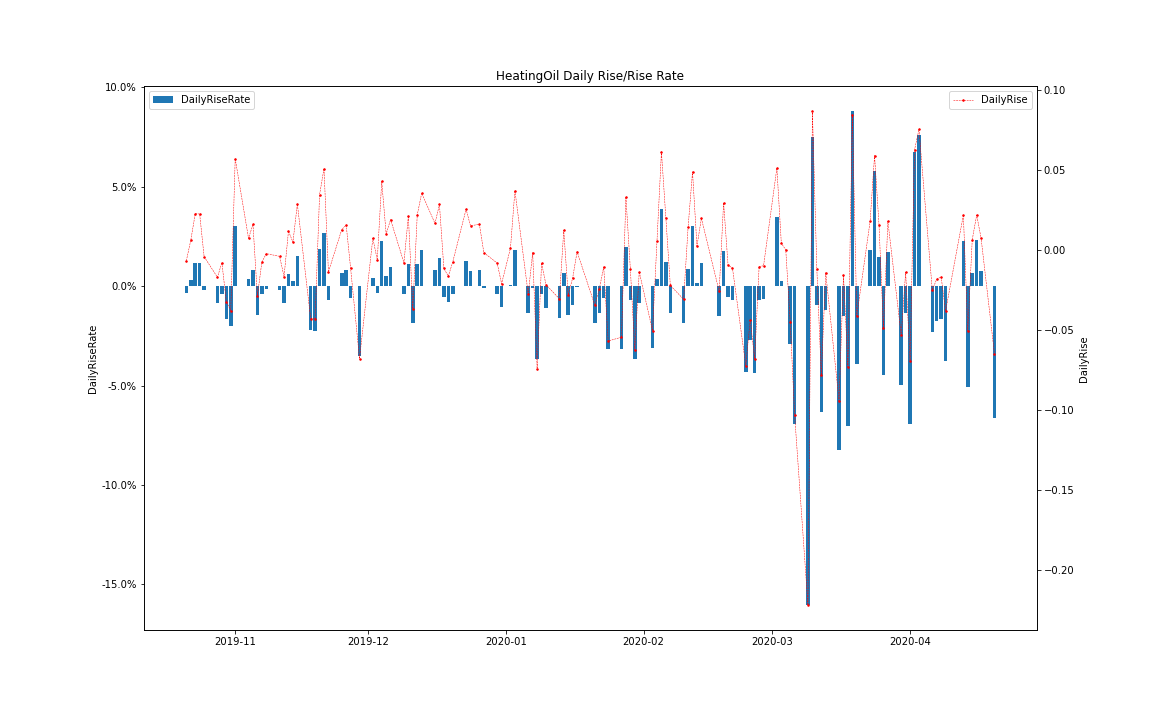 HeatingOil Daily Rise/Rise Rate
DailyRiseRate
DailyRise
10.0%
5.0%
0.0%
-5.0%
-10.0%
-15.0%
DailyRiseRate
0.10
0.05
0.00
−0.05
−0.10
−0.15
−0.20
DailyRise
2019-11 2019-12 2020-01 2020-02 2020-03 2020-04